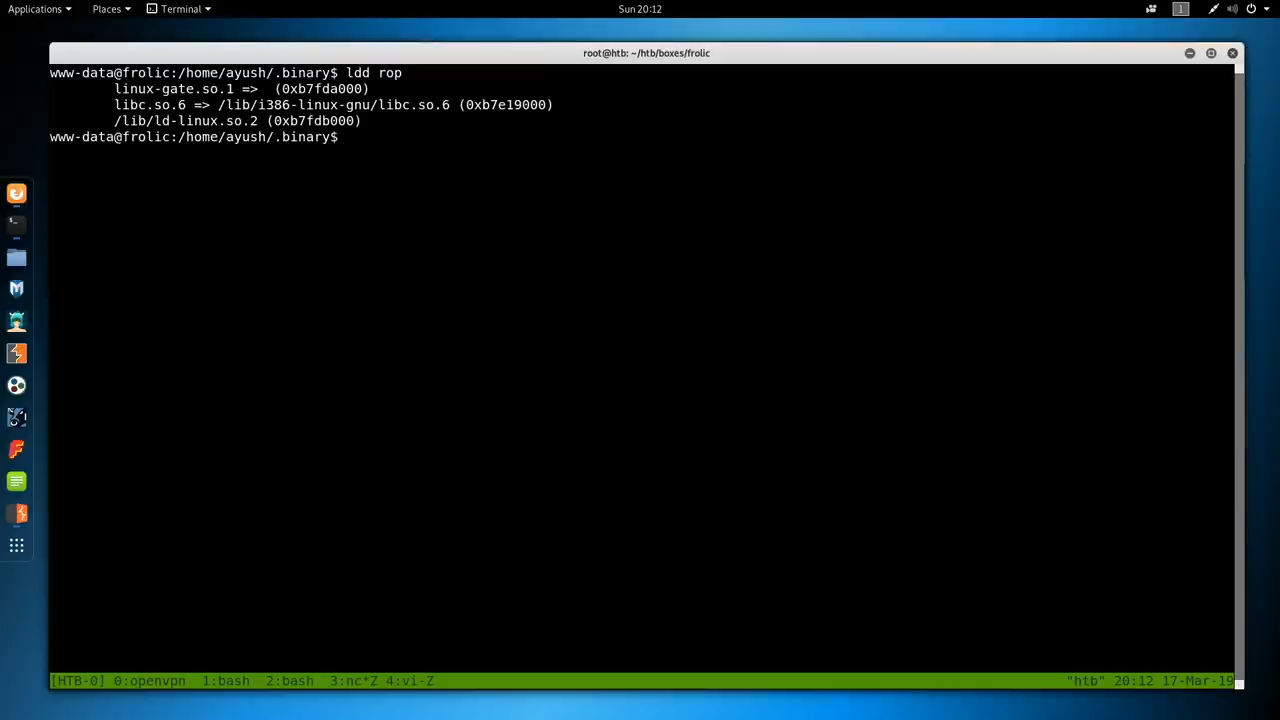 Applications Places Terminal Sun 20:12 1
root@htb: ~/htb/boxes/frolic
www-data@frolic:/home/ayush/.binary$ ldd rop
linux-gate.so.1 =>  (0xb7fda000)
libc.so.6 => /lib/i386-linux-gnu/libc.so.6 (0xb7e19000)
/lib/ld-linux.so.2 (0xb7fdb000)
www-data@frolic:/home/ayush/.binary$
[HTB-0] 0:openvpn  1:bash  2:bash  3:nc*Z 4:vi-Z "htb" 20:12 17-Mar-19